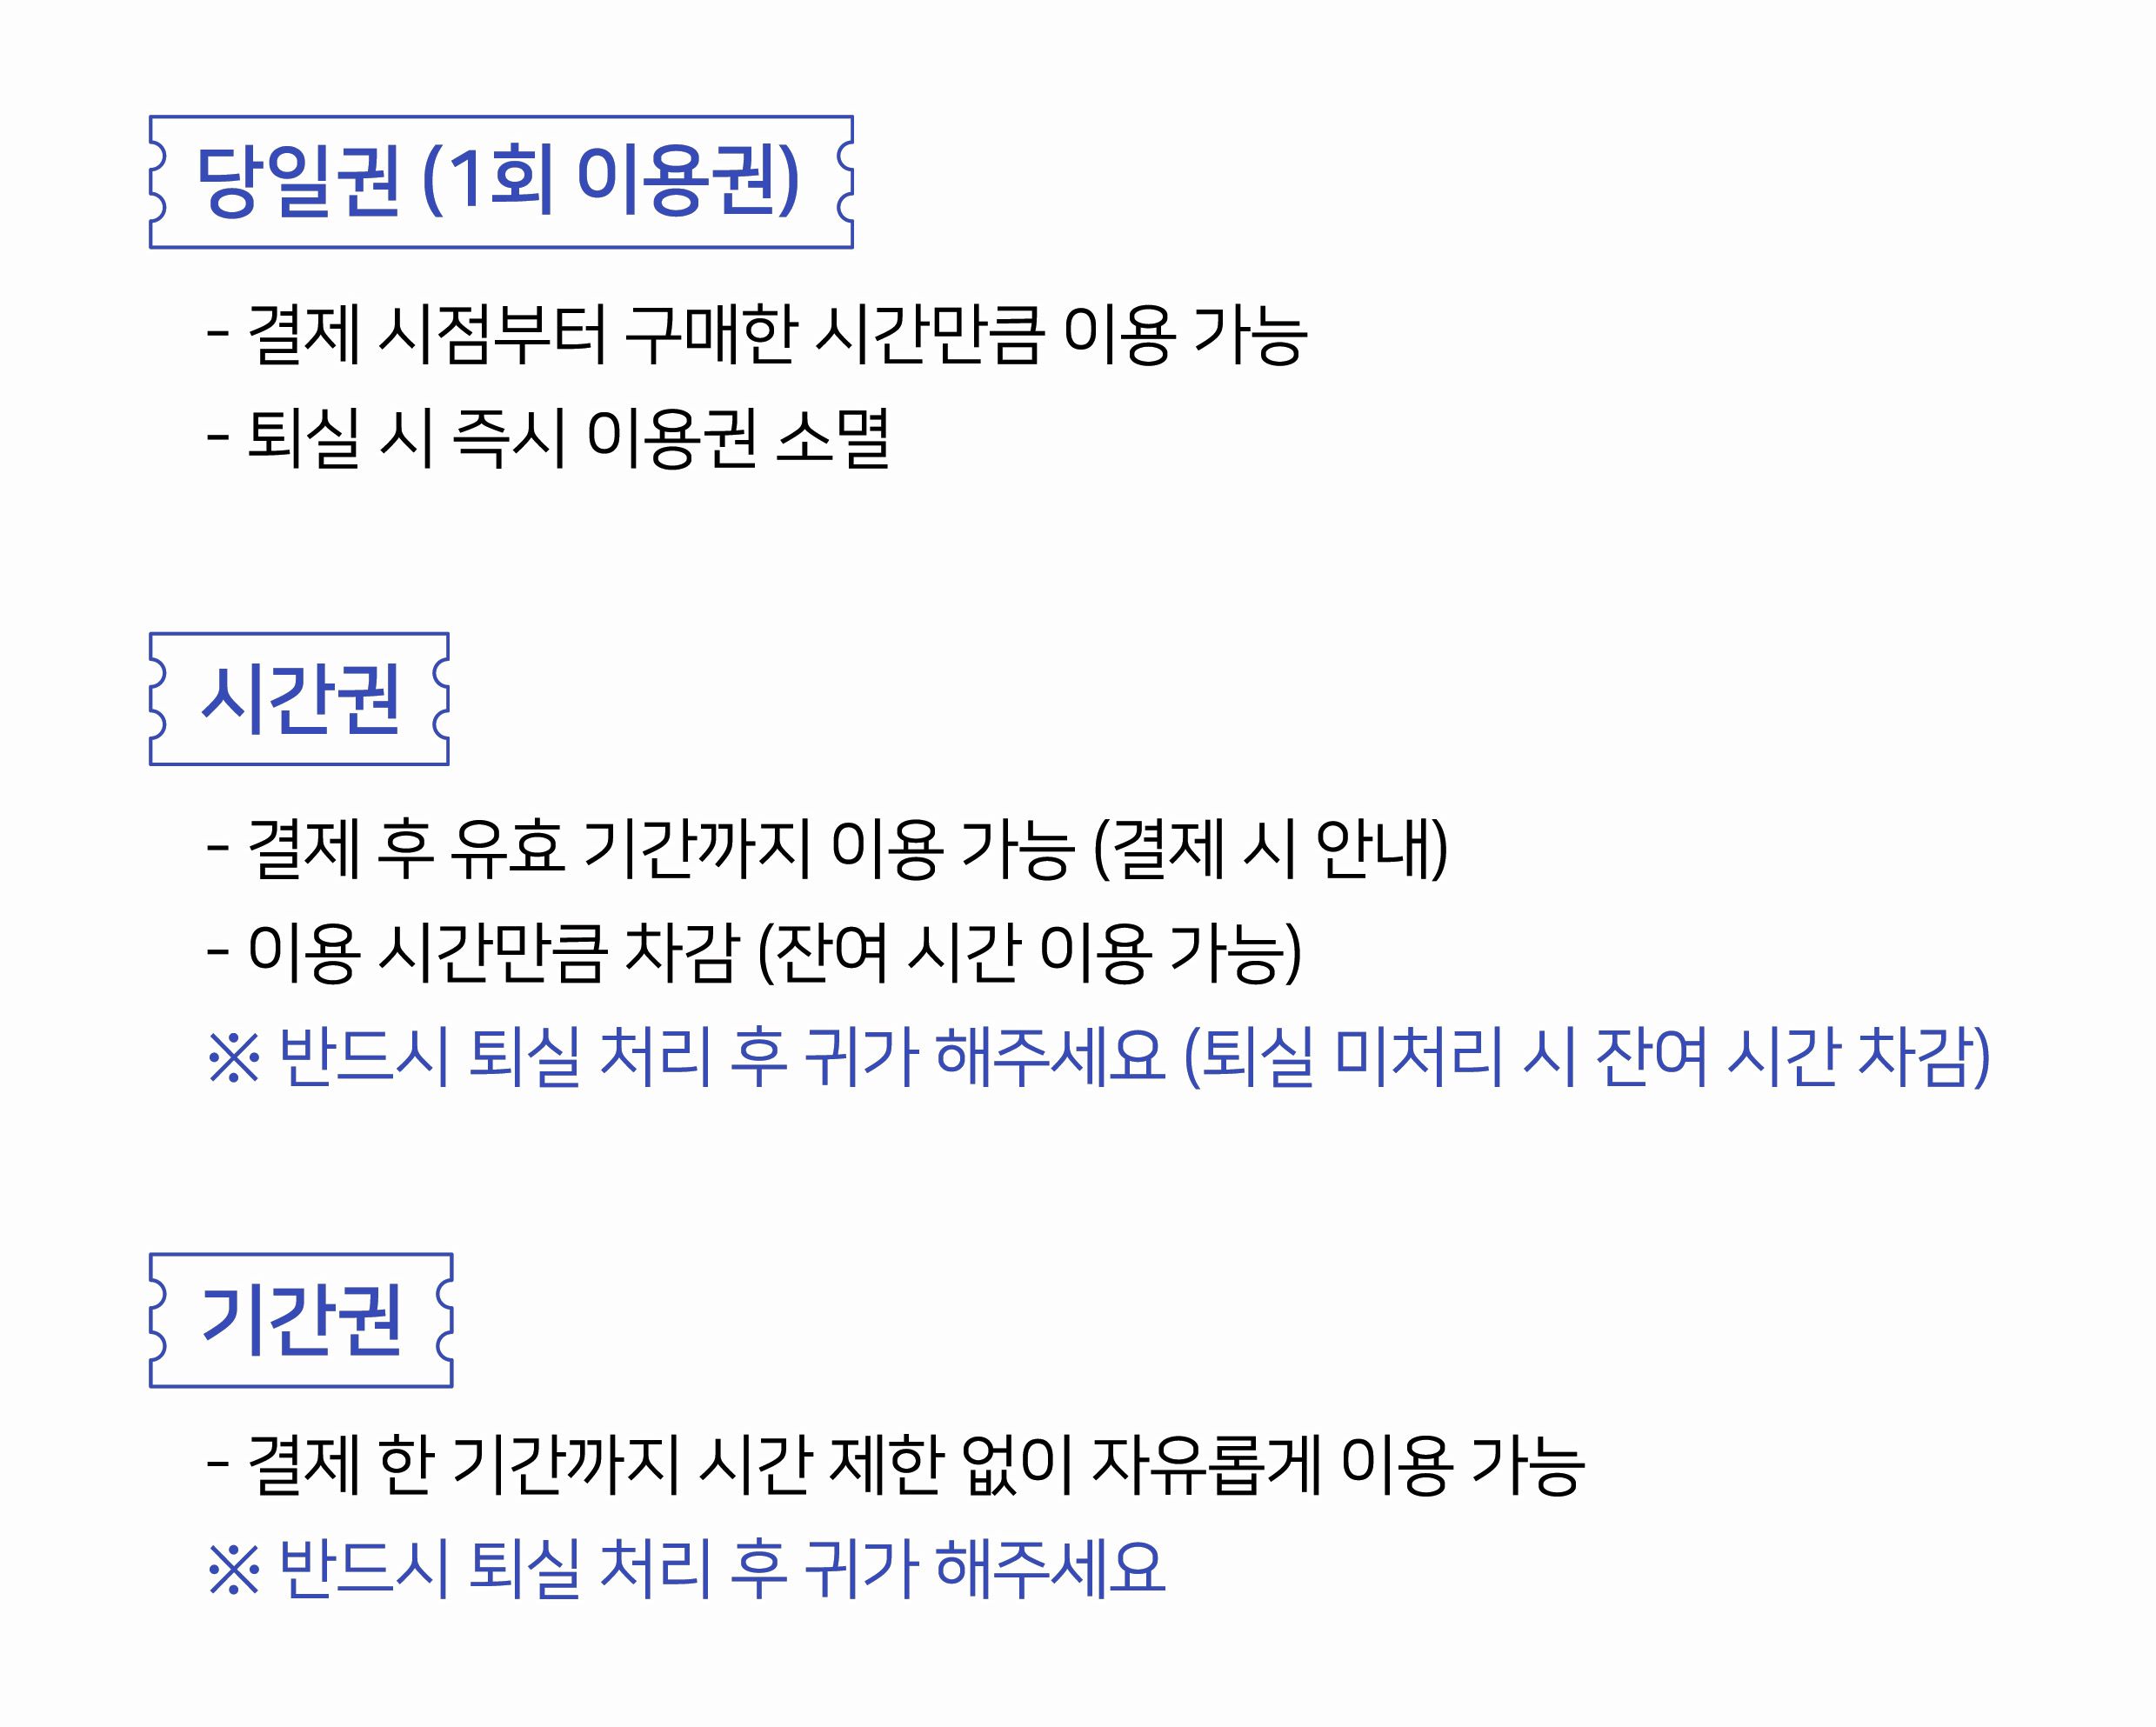 당일권 (1회 이용권)
- 결제 시점부터 구매한 시간만큼 이용 가능
- 퇴실 시 즉시 이용권 소멸
시간권
- 결제 후 유효 기간까지 이용 가능 (결제 시 안내)
- 이용 시간만큼 차감 (잔여 시간 이용 가능)
※ 반드시 퇴실 처리 후 귀가 해주세요 (퇴실 미처리 시 잔여 시간 차감)
기간권
- 결제 한 기간까지 시간 제한 없이 자유롭게 이용 가능
※ 반드시 퇴실 처리 후 귀가 해주세요